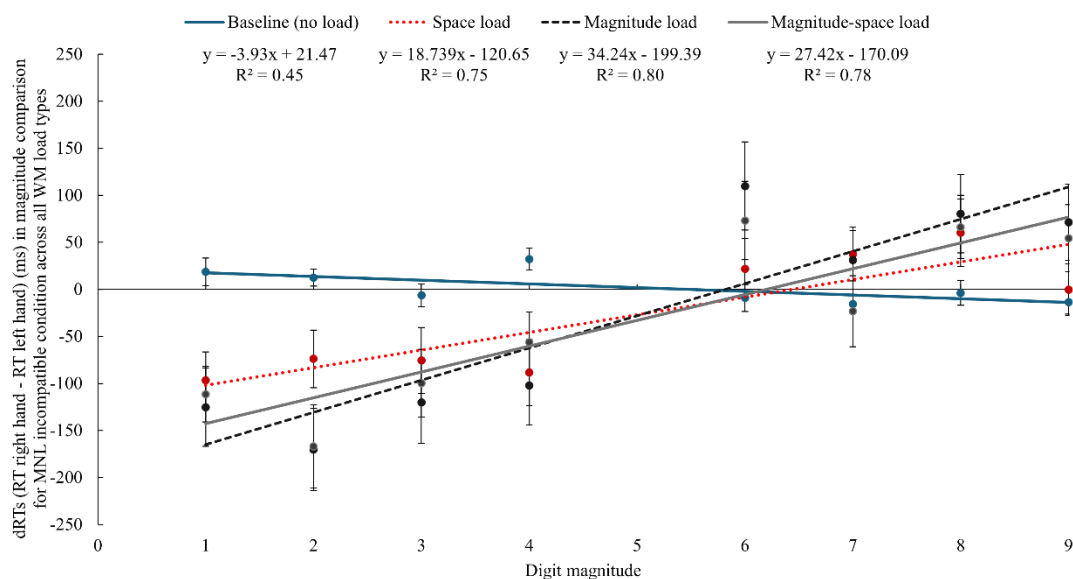 Baseline (no load) Space load Magnitude load Magnitude-space load
y = -3.93x + 21.47 y = 18.739x - 120.65 y = 34.24x - 199.39 y = 27.42x - 170.09
R² = 0.45 R² = 0.75 R² = 0.80 R² = 0.78
dRTs (RT right hand - RT left hand) (ms) in magnitude comparison
for MNL incompatible condition across all WM load types
250
200
150
100
50
0
-50
-100
-150
-200
-250
0 1 2 3 4 5 6 7 8 9
Digit magnitude